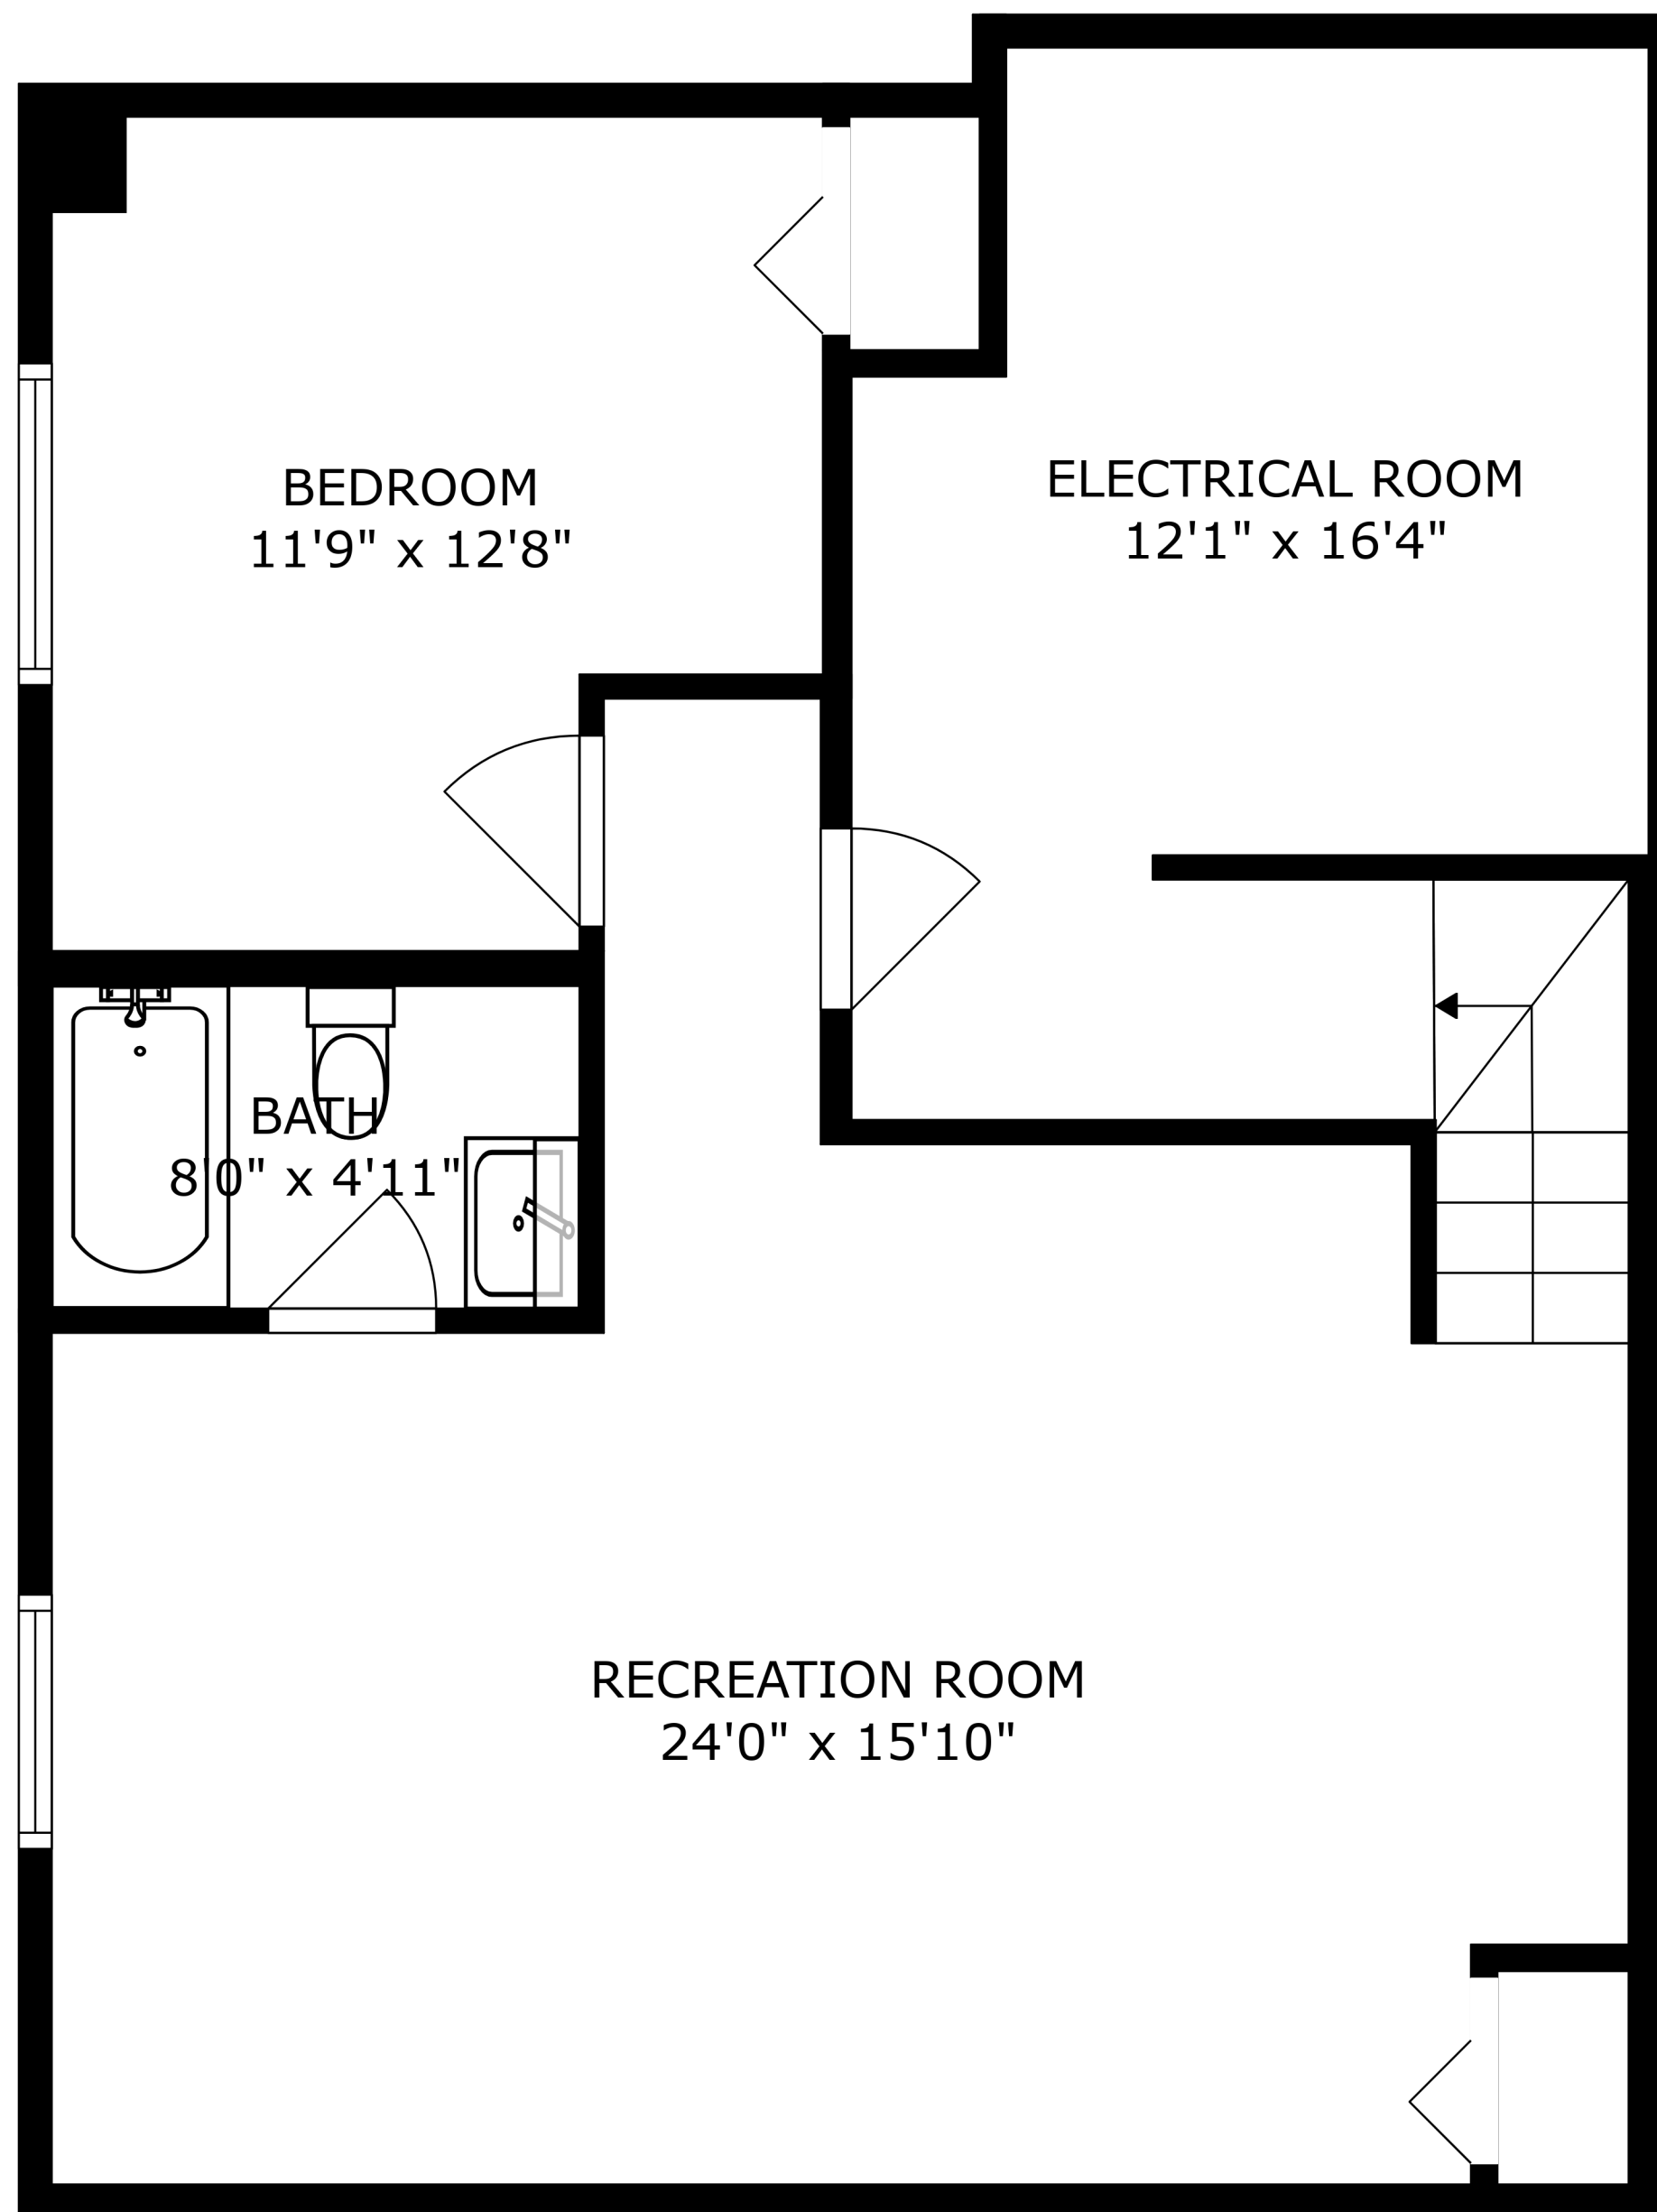 BEDROOM
11'9" x 12'8"
ELECTRICAL ROOM
12'1" x 16'4"
BATH
8'0" x 4'11"
RECREATION ROOM
24'0" x 15'10"